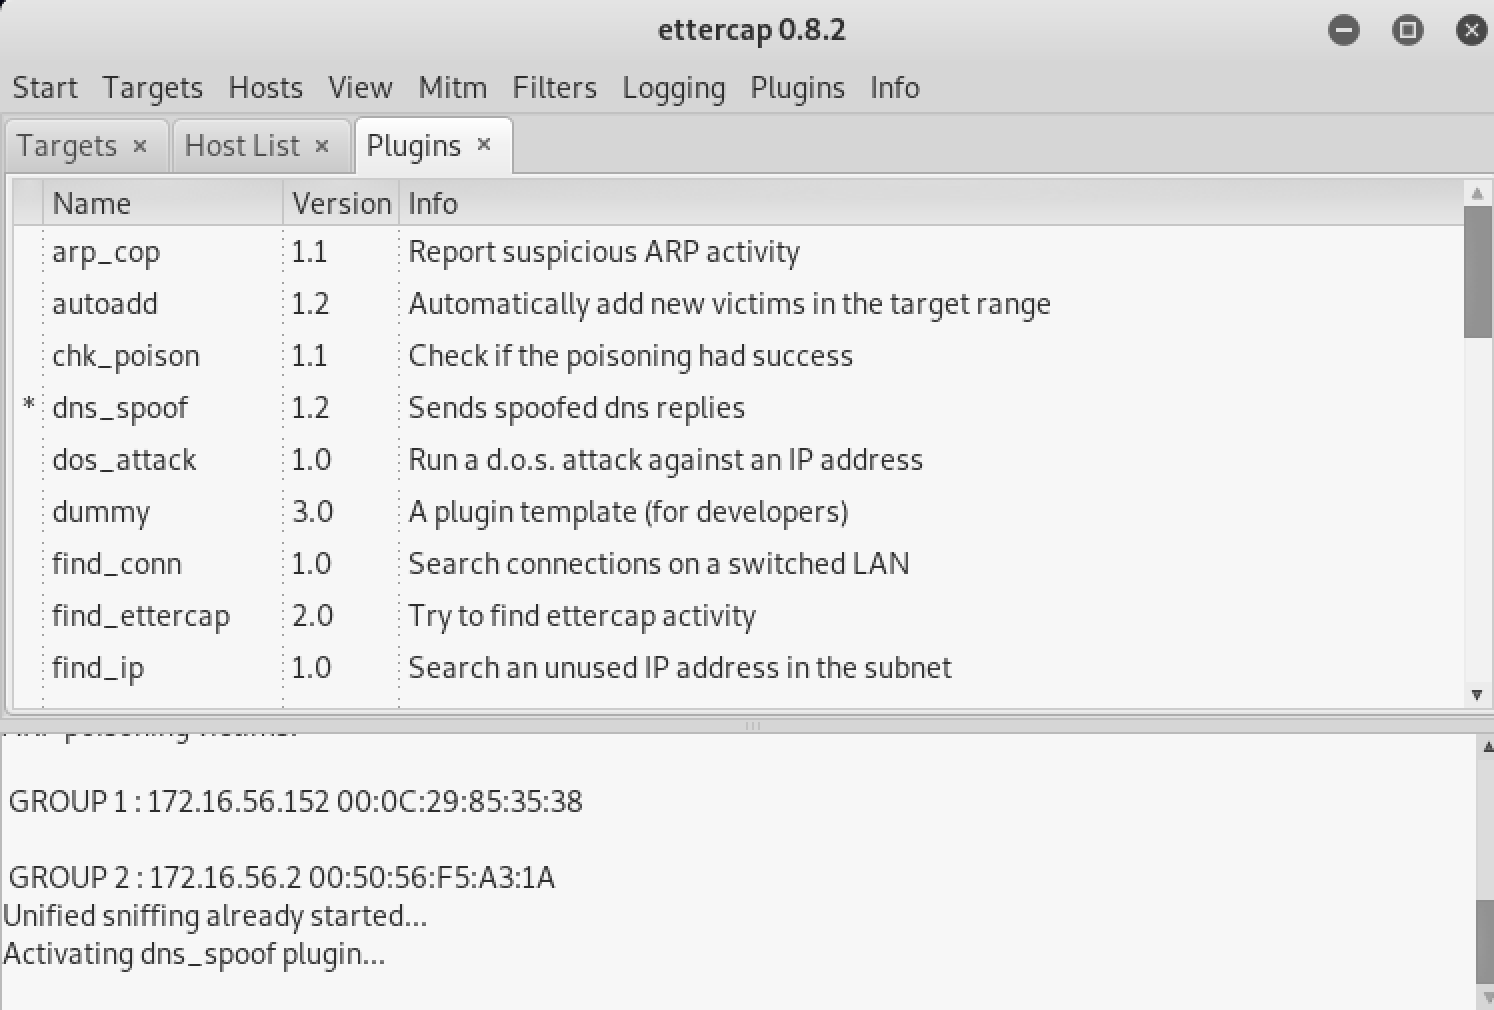 ettercap 0.8.2
Start Targets Hosts View Mitm Filters Logging Plugins Info
Targets × Host List × Plugins ×
Name Version Info
arp_cop 1.1 Report suspicious ARP activity
autoadd 1.2 Automatically add new victims in the target range
chk_poison 1.1 Check if the poisoning had success
* dns_spoof 1.2 Sends spoofed dns replies
dos_attack 1.0 Run a d.o.s. attack against an IP address
dummy 3.0 A plugin template (for developers)
find_conn 1.0 Search connections on a switched LAN
find_ettercap 2.0 Try to find ettercap activity
find_ip 1.0 Search an unused IP address in the subnet
GROUP 1 : 172.16.56.152 00:0C:29:85:35:38
GROUP 2 : 172.16.56.2 00:50:56:F5:A3:1A
Unified sniffing already started...
Activating dns_spoof plugin...